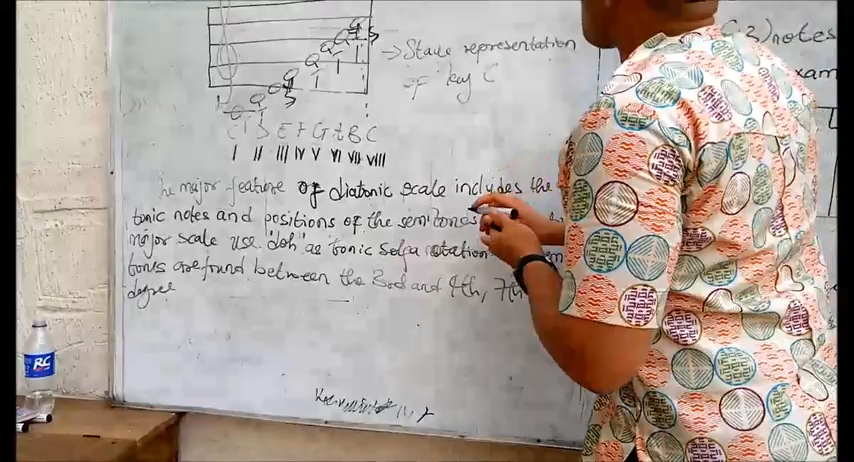 notes
→ Stave representation
exam
of key C
C D E F G A B C
I II III IV V VI VII VIII
major feature of diatonic scale includes the
tonic notes and positions of the semitones
major scale use 'doh' as tonic solfa notation
tones are found between the 3rd and 4th, 7th
degree
RC